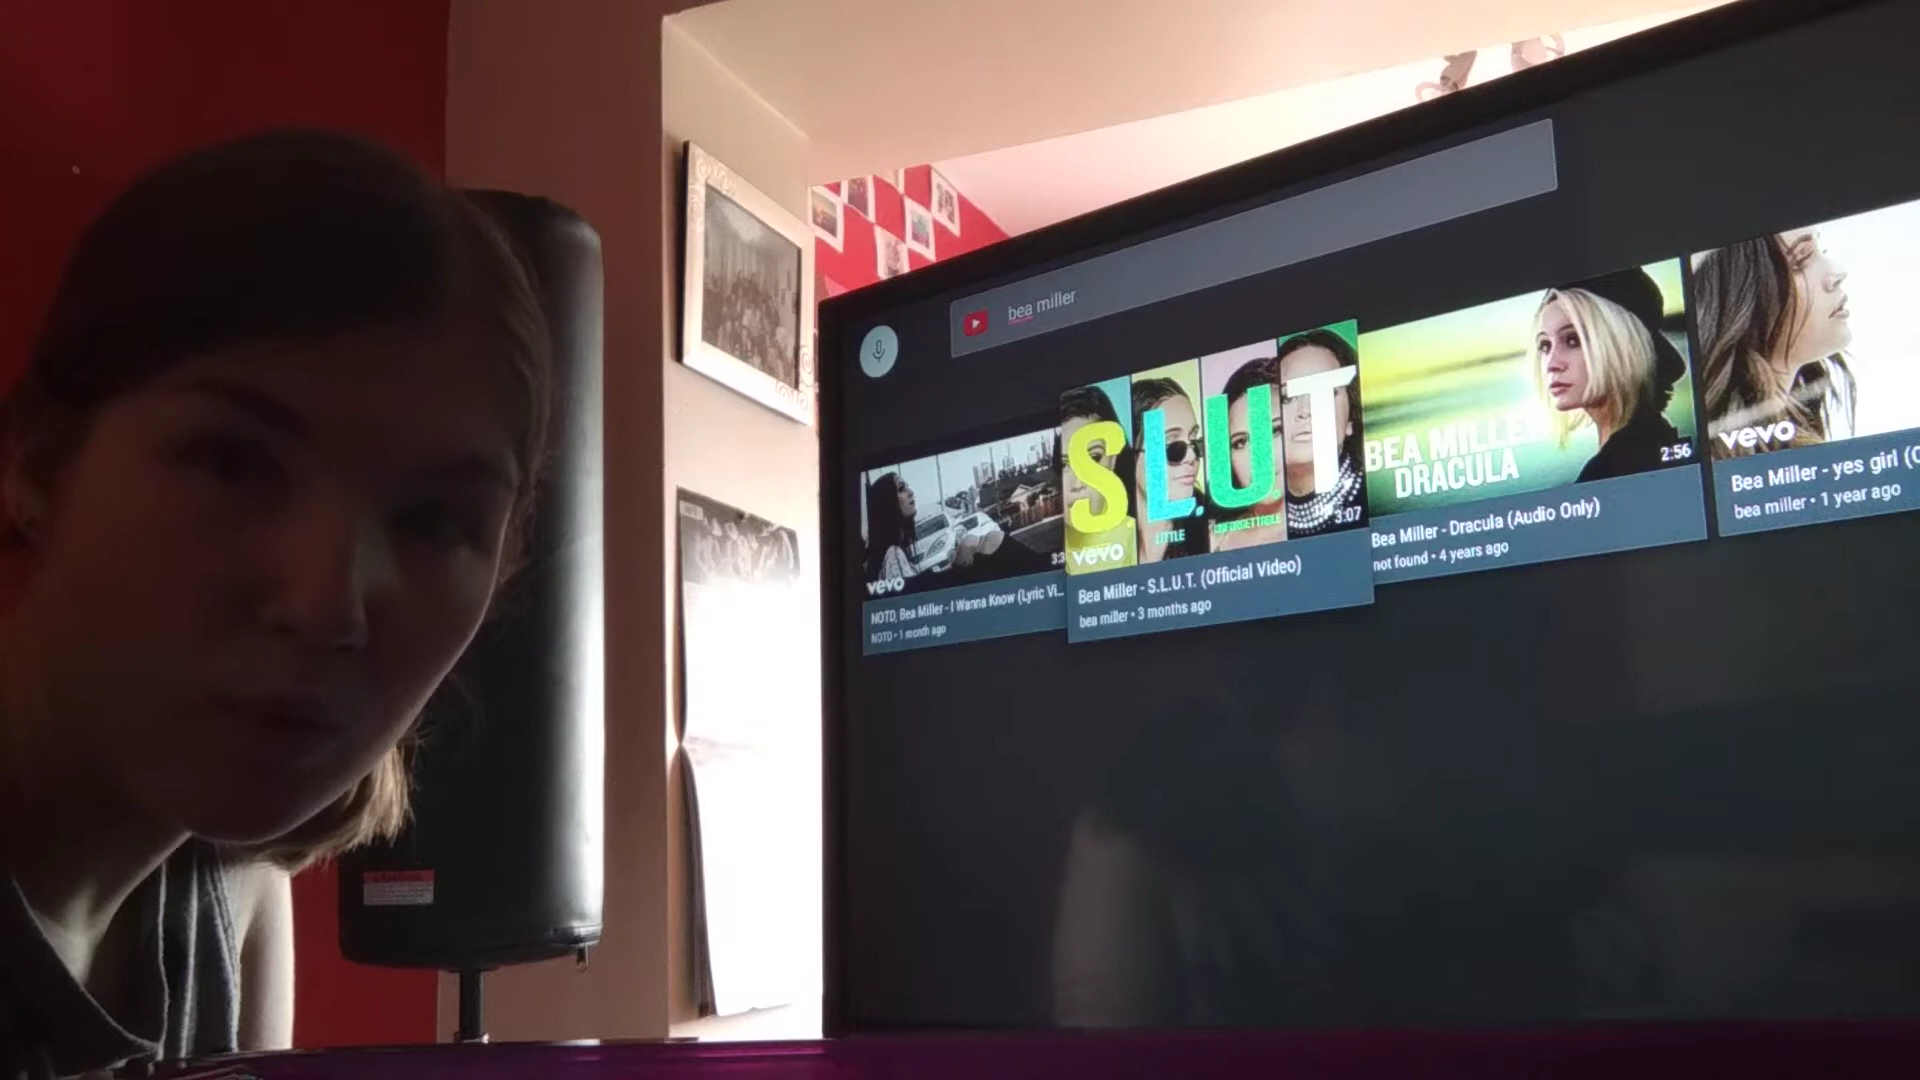 bea miller
vevo
3:3
NOTD, Bea Miller - I Wanna Know (Lyric Vi...
NOTD • 1 month ago
S.L.U.T
LITTLE
UNFORGETTABLE
vevo
3:07
Bea Miller - S.L.U.T. (Official Video)
bea miller • 3 months ago
BEA MILLER
DRACULA
2:56
Bea Miller - Dracula (Audio Only)
not found • 4 years ago
vevo
Bea Miller - yes girl (O
bea miller • 1 year ago